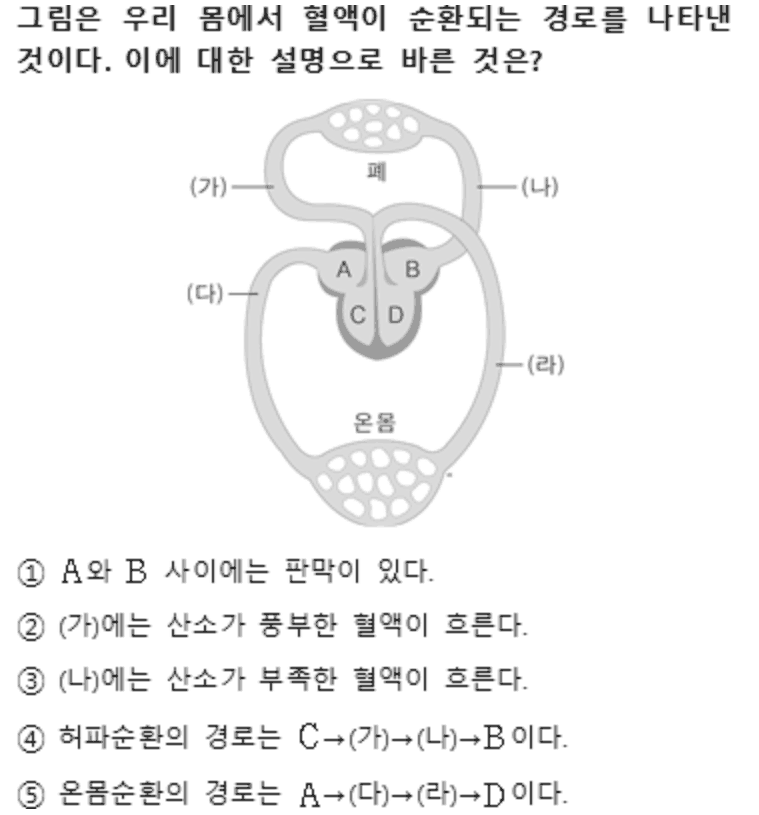 그림은 우리 몸에서 혈액이 순환되는 경로를 나타낸
것이다. 이에 대한 설명으로 바른 것은?
폐
(가)
(나)
A
B
(다)
C
D
(라)
온몸
① A와 B 사이에는 판막이 있다.
② (가)에는 산소가 풍부한 혈액이 흐른다.
③ (나)에는 산소가 부족한 혈액이 흐른다.
④ 허파순환의 경로는 C→(가)→(나)→B이다.
⑤ 온몸순환의 경로는 A→(다)→(라)→D이다.